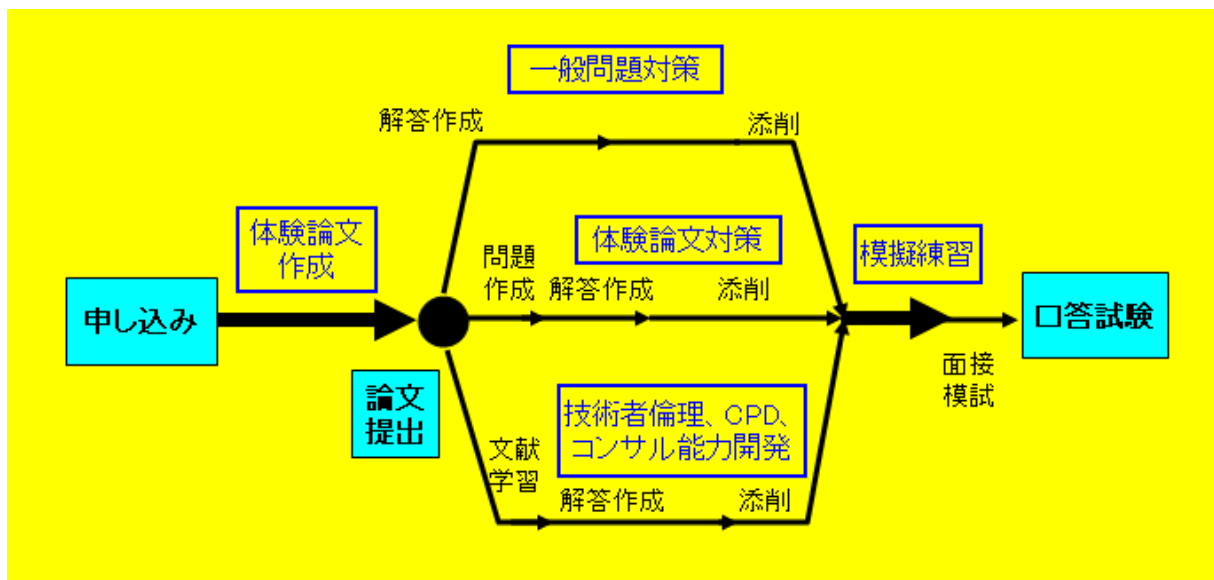 一般問題対策
解答作成
添削
体験論文
作成
体験論文対策
問題
作成
解答作成
添削
模擬練習
申し込み
口答試験
面接
模試
論文
提出
技術者倫理、CPD、
コンサル能力開発
文献
学習
解答作成
添削